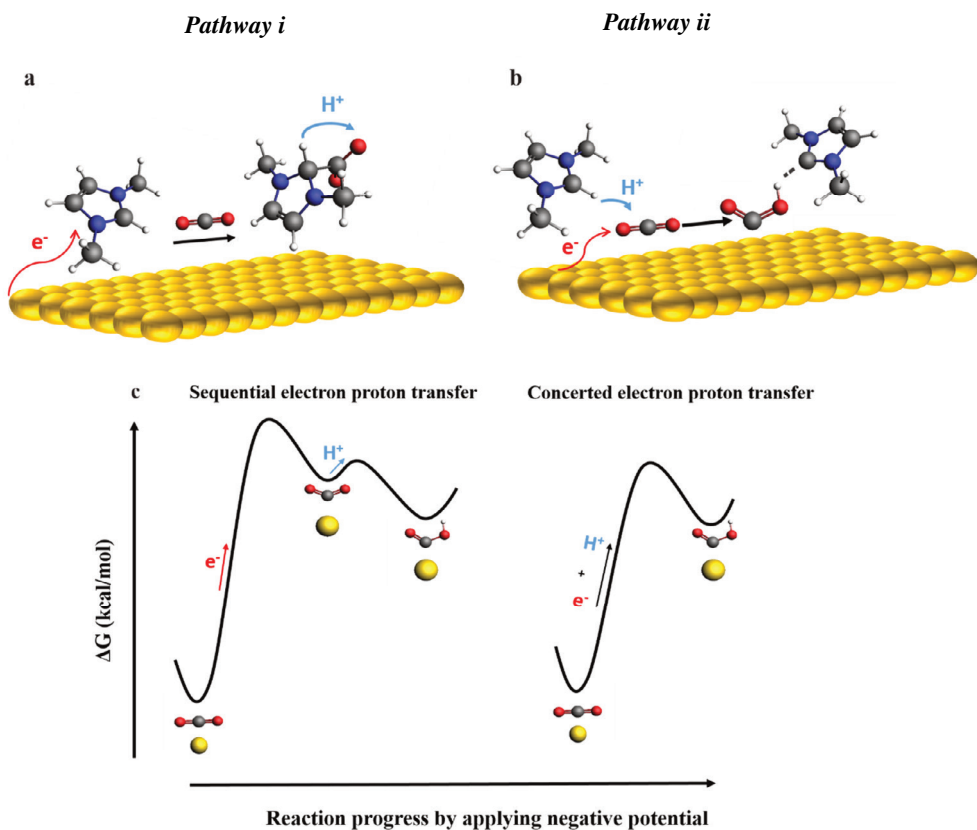 Pathway i
Pathway ii
a
b
H⁺
e⁻
H⁺
e⁻
c
Sequential electron proton transfer
Concerted electron proton transfer
H⁺
e⁻
H⁺
+
e⁻
ΔG (kcal/mol)
Reaction progress by applying negative potential